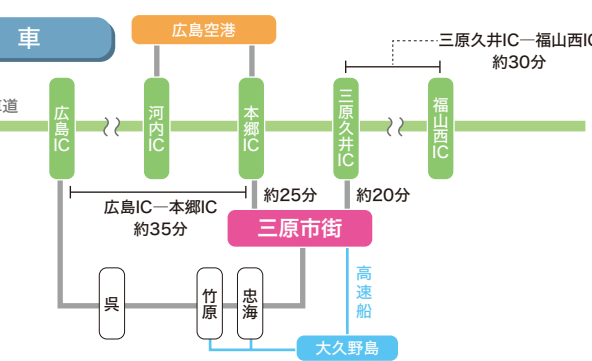 車
広島空港
三原久井IC―福山西IC
約30分
道
広島IC
河内IC
本郷IC
三原久井IC
福山西IC
広島IC―本郷IC
約35分
約25分
約20分
三原市街
呉
竹原
忠海
高速船
大久野島